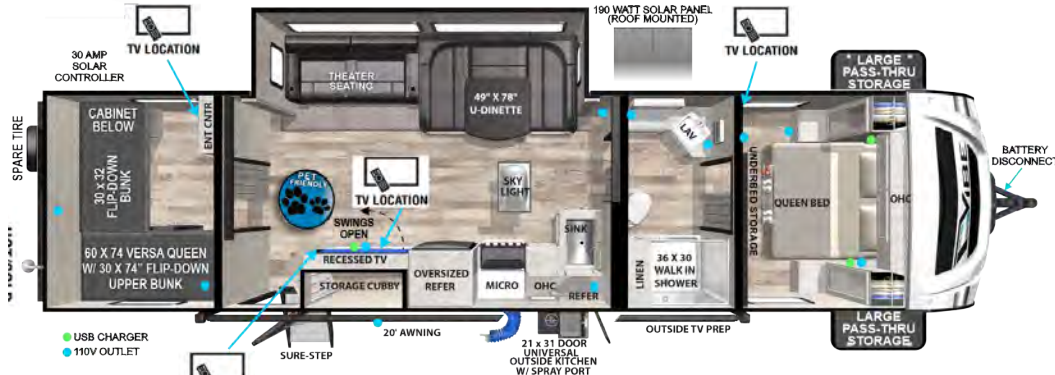 TV LOCATION
190 WATT SOLAR PANEL
(ROOF MOUNTED)
TV LOCATION
30 AMP
SOLAR
CONTROLLER
" LARGE "
PASS-THRU
STORAGE
SPARE TIRE
CABINET
BELOW
30 X 32
FLIP-DOWN
BUNK
ENT CNTR
THEATER
SEATING
49" X 78"
U-DINETTE
LAV
UNDERBED STORAGE
QUEEN BED
OHC
VIBE
BATTERY
DISCONNECT
PET
FRIENDLY
TV LOCATION
SKY
LIGHT
SWINGS
OPEN
RECESSED TV
SINK
60 X 74 VERSA QUEEN
W/ 30 X 74" FLIP-DOWN
UPPER BUNK
STORAGE CUBBY
OVERSIZED
REFER
MICRO
OHC
REFER
LINEN
36 X 30
WALK IN
SHOWER
USB CHARGER
110V OUTLET
SURE-STEP
20' AWNING
21 x 31 DOOR
UNIVERSAL
OUTSIDE KITCHEN
W/ SPRAY PORT
OUTSIDE TV PREP
LARGE
PASS-THRU
STORAGE